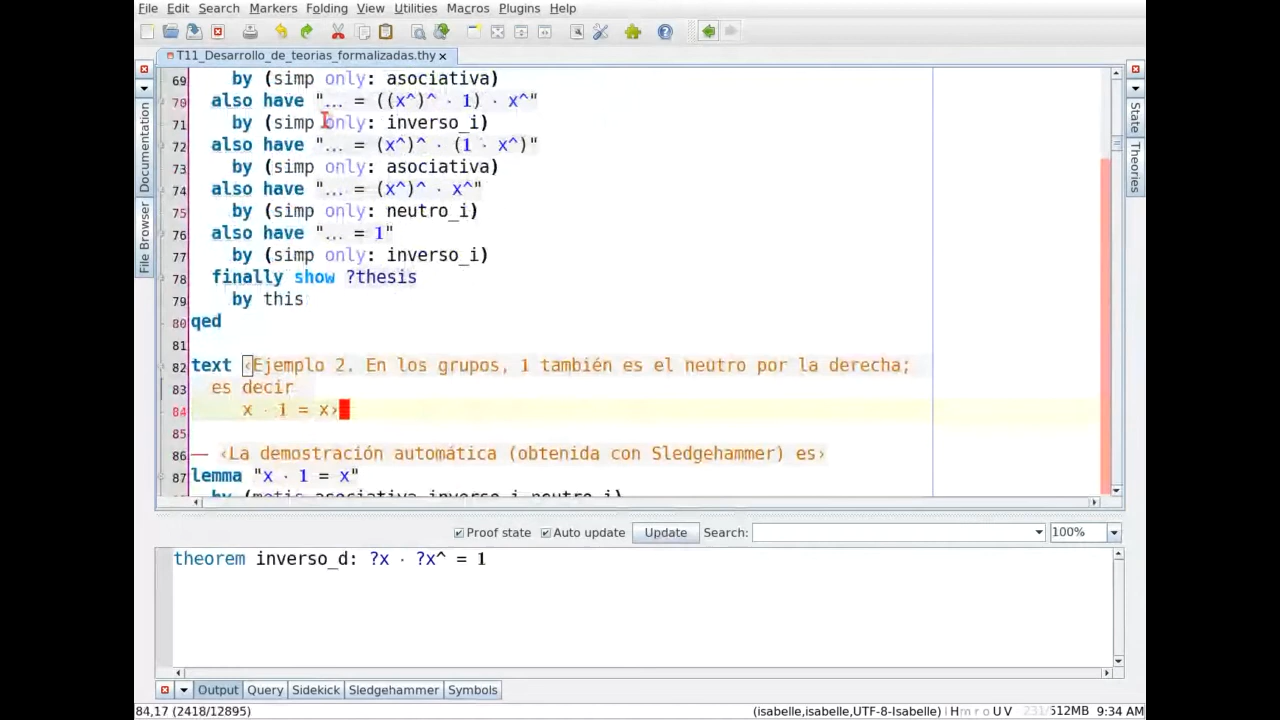 File Edit Search Markers Folding View Utilities Macros Plugins Help
T11_Desarrollo_de_teorias_formalizadas.thy
69 by (simp only: asociativa)
70 also have "... = ((x^)^ · 1) · x^"
71 by (simp only: inverso_i)
72 also have "... = (x^)^ · (1 · x^)"
73 by (simp only: asociativa)
74 also have "... = (x^)^ · x^"
75 by (simp only: neutro_i)
76 also have "... = 1"
77 by (simp only: inverso_i)
78 finally show ?thesis
79 by this
80 qed
81
82 text ‹Ejemplo 2. En los grupos, 1 también es el neutro por la derecha;
83 es decir
84 x · 1 = x›
85
86 — ‹La demostración automática (obtenida con Sledgehammer) es›
87 lemma "x · 1 = x"
by (metis asociativa inverso_i neutro_i)
Documentation
File Browser
State
Theories
Proof state Auto update Update Search: 100%
theorem inverso_d: ?x · ?x^ = 1
Output Query Sidekick Sledgehammer Symbols
84,17 (2418/12895) (isabelle,isabelle,UTF-8-Isabelle) H m r o U V 231/512MB 9:34 AM